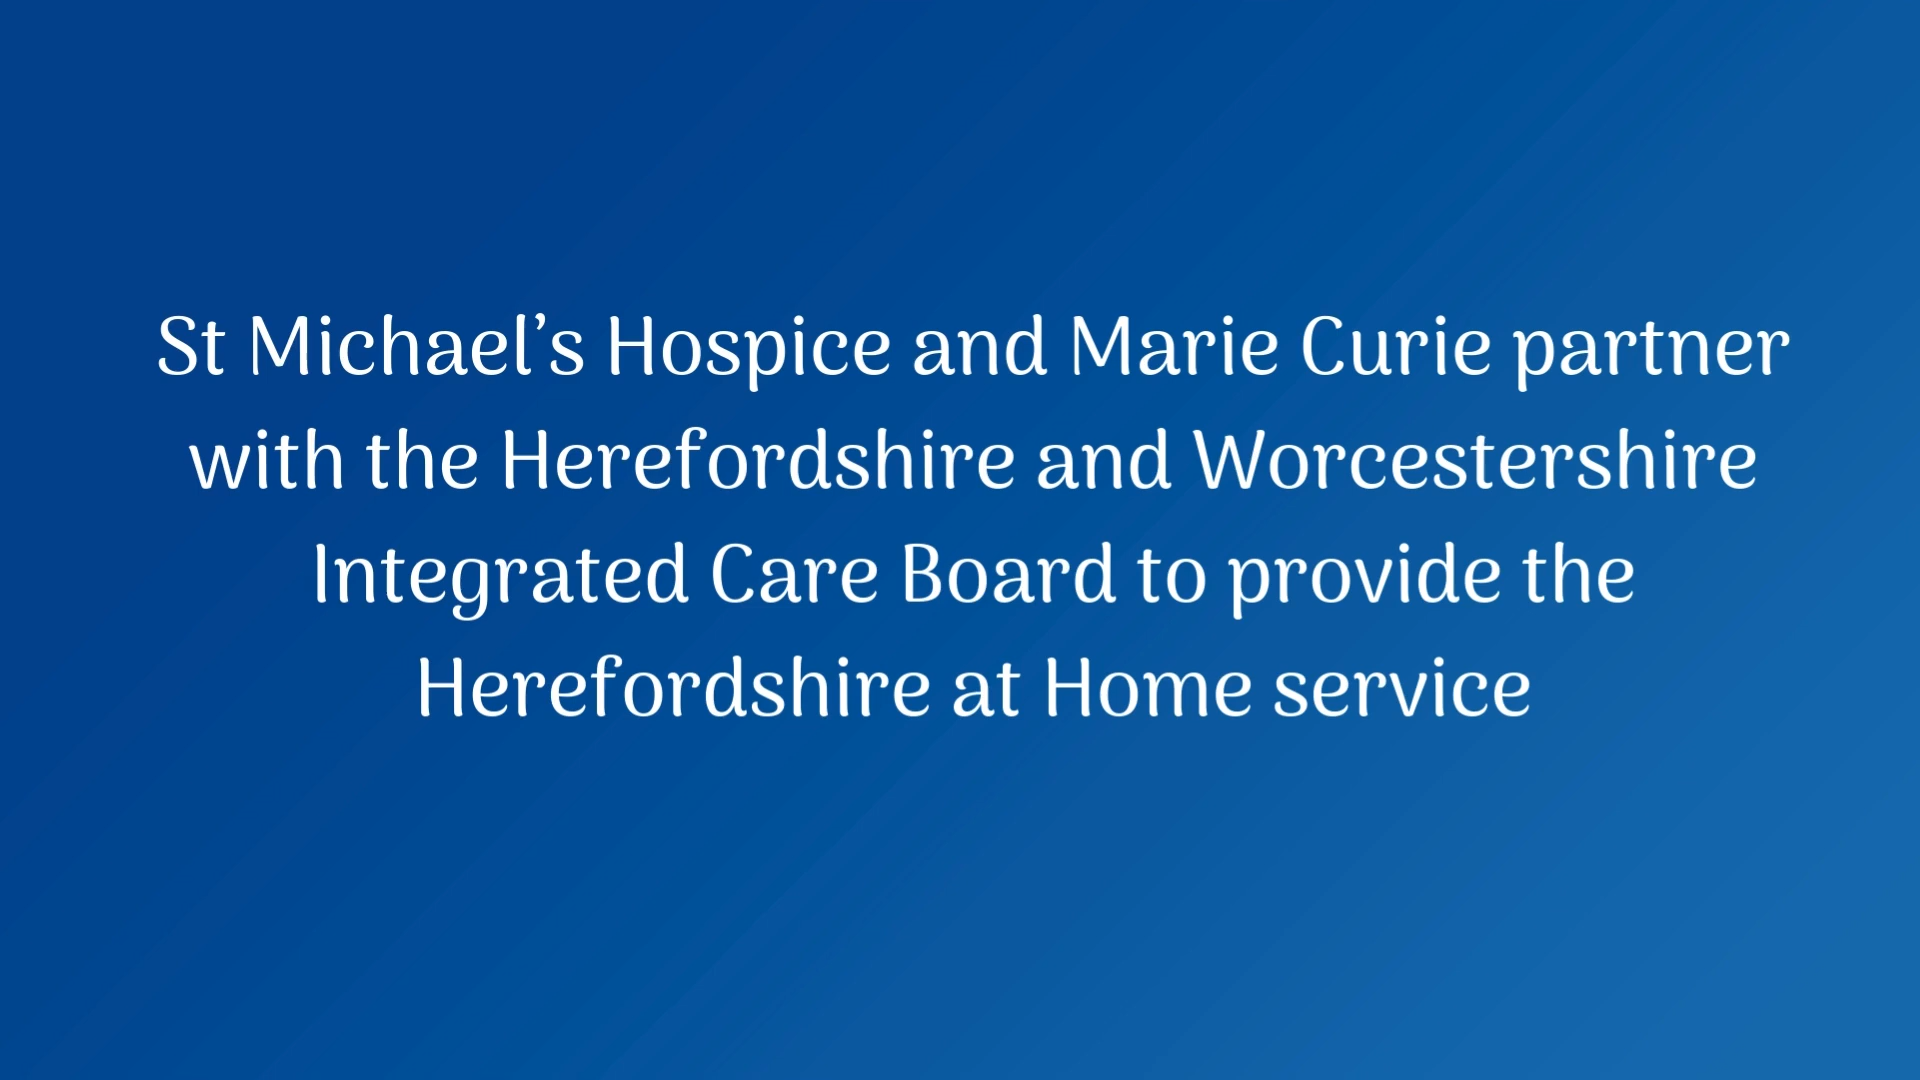 St Michael’s Hospice and Marie Curie partner
with the Herefordshire and Worcestershire
Integrated Care Board to provide the
Herefordshire at Home service